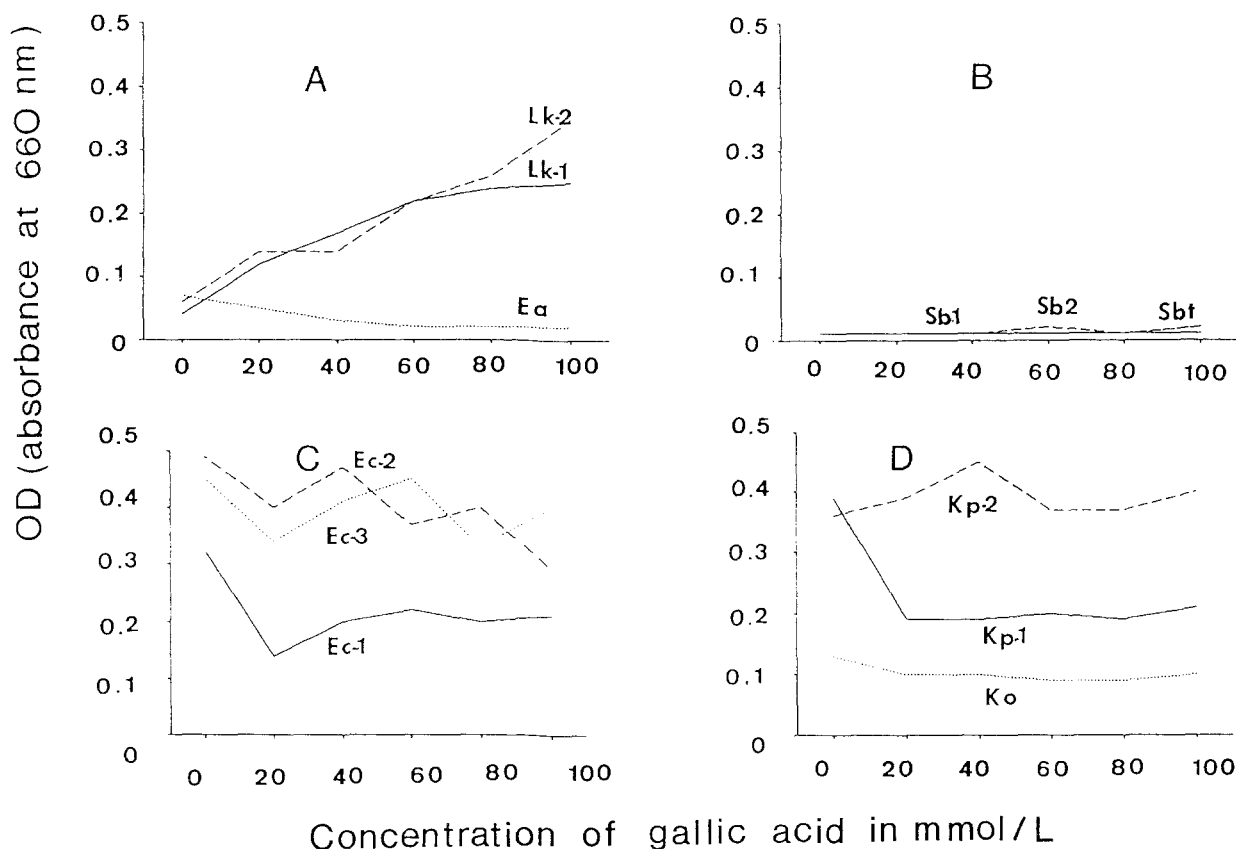 OD (absorbance at 660 nm)
A
0.5
0.4
0.3
0.2
0.1
0
Lk-2
Lk-1
Ea
0 20 40 60 80 100
B
0.5
0.4
0.3
0.2
0.1
0
Sb-1 Sb2 Sbt
0 20 40 60 80 100
C
0.5
0.4
0.3
0.2
0.1
0
Ec-2
Ec-3
Ec-1
0 20 40 60 80 100
D
0.5
0.4
0.3
0.2
0.1
0
Kp-2
Kp-1
Ko
0 20 40 60 80 100
Concentration of gallic acid in mmol/L